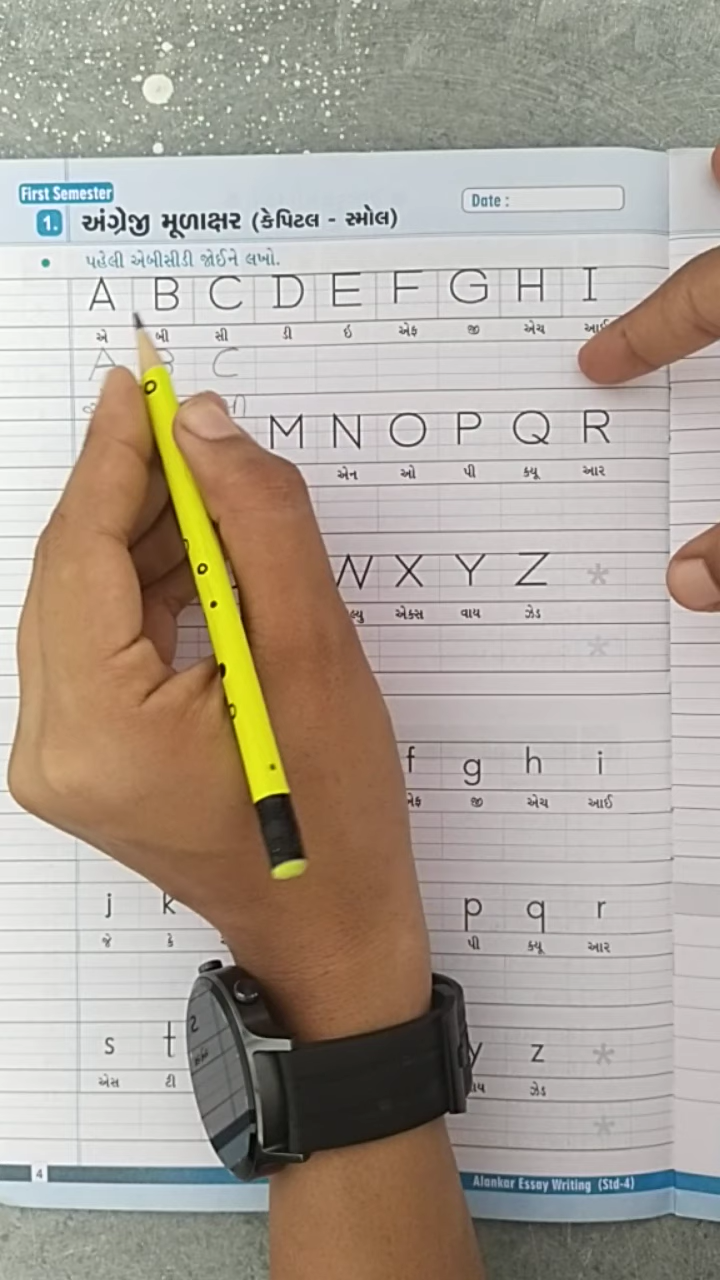 First Semester
Date :
1. અંગ્રેજી મૂળાક્ષર (કેપિટલ - સ્મોલ)
• પહેલી એબીસીડી જોઈને લખો.
A B C D E F G H I
એ બી સી ડી ઇ એફ જી એચ આઈ
A B C
M N O P Q R
એન ઓ પી ક્યૂ આર
W X Y Z *
એક્સ વાય ઝેડ
*
f g h i
એફ જી એચ આઈ
j k p q r
જે કે પી ક્યૂ આર
s t y z *
એસ ટી વાય ઝેડ
*
4
Alankar Essay Writing (Std-4)